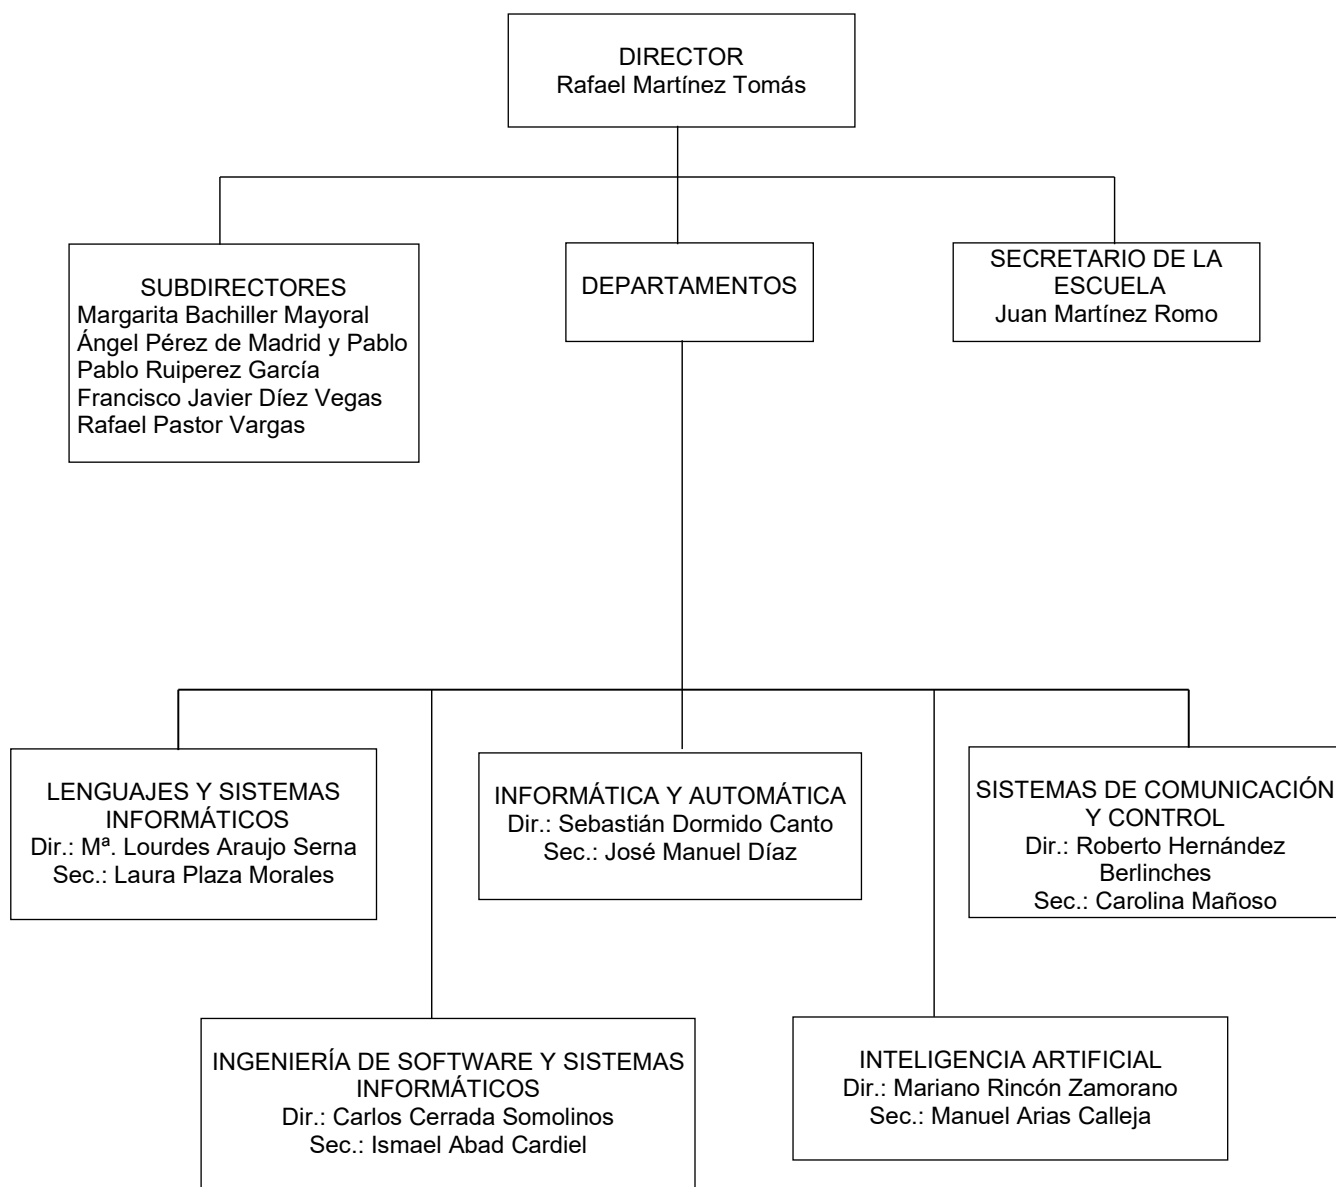 DIRECTOR
Rafael Martínez Tomás
SUBDIRECTORES
Margarita Bachiller Mayoral
Ángel Pérez de Madrid y Pablo
Pablo Ruiperez García
Francisco Javier Díez Vegas
Rafael Pastor Vargas
DEPARTAMENTOS
SECRETARIO DE LA
ESCUELA
Juan Martínez Romo
LENGUAJES Y SISTEMAS
INFORMÁTICOS
Dir.: Mª. Lourdes Araujo Serna
Sec.: Laura Plaza Morales
INFORMÁTICA Y AUTOMÁTICA
Dir.: Sebastián Dormido Canto
Sec.: José Manuel Díaz
SISTEMAS DE COMUNICACIÓN
Y CONTROL
Dir.: Roberto Hernández
Berlinches
Sec.: Carolina Mañoso
INGENIERÍA DE SOFTWARE Y SISTEMAS
INFORMÁTICOS
Dir.: Carlos Cerrada Somolinos
Sec.: Ismael Abad Cardiel
INTELIGENCIA ARTIFICIAL
Dir.: Mariano Rincón Zamorano
Sec.: Manuel Arias Calleja